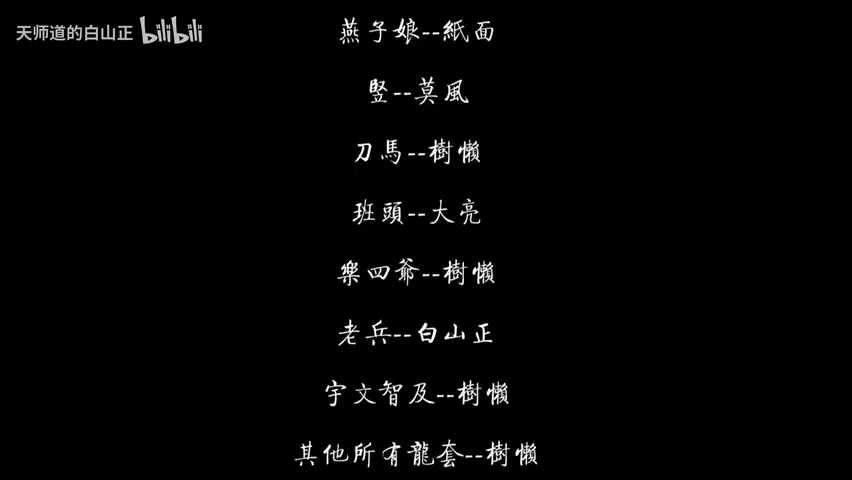 天师道的白山正 bilibili
燕子娘--紙面
豎--莫風
刀馬--樹懶
班頭--大亮
樂四爺--樹懶
老兵--白山正
宇文智及--樹懶
其他所有龍套--樹懶